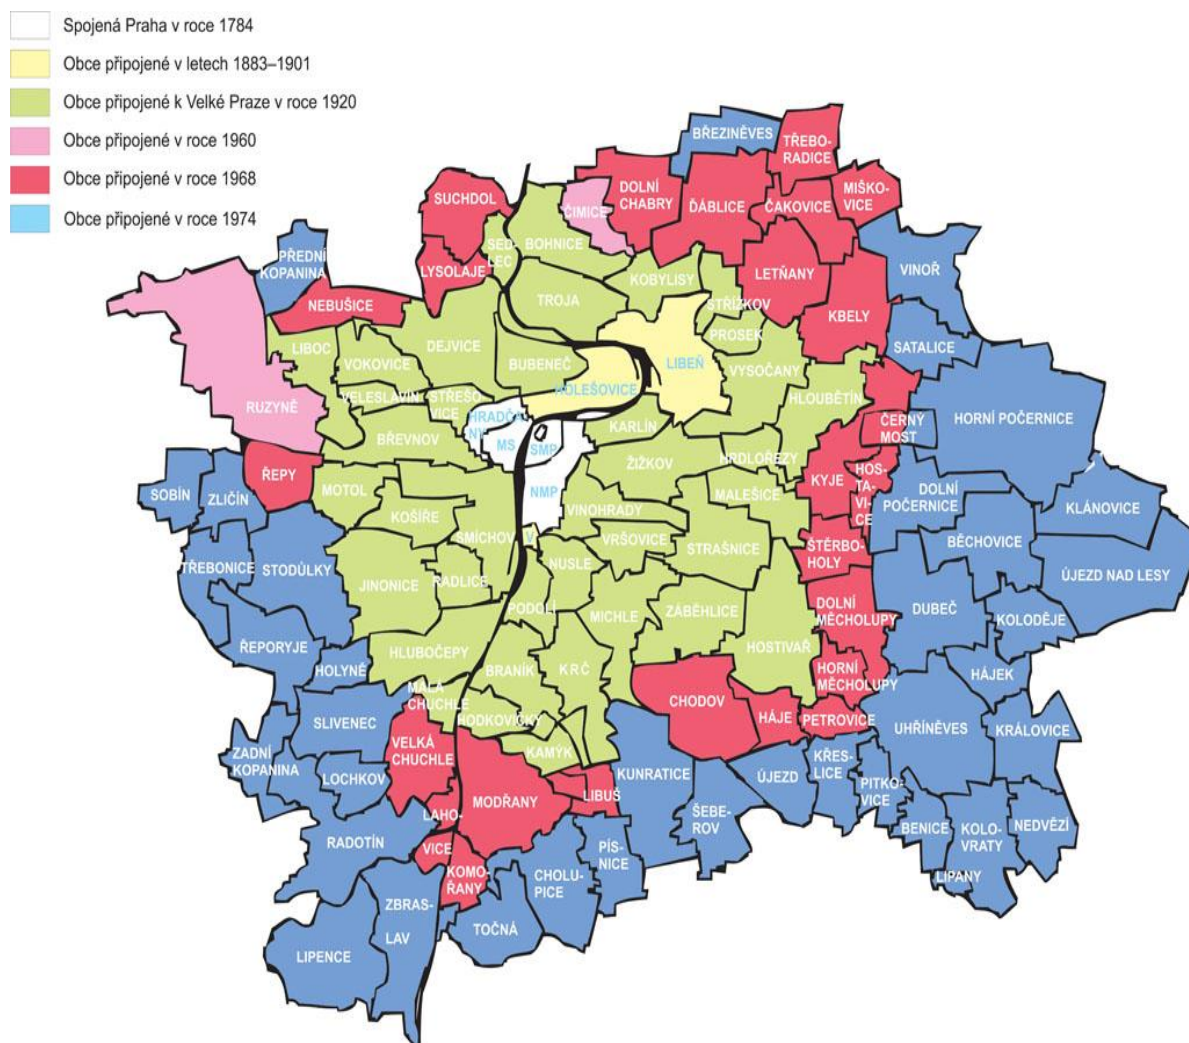 Spojená Praha v roce 1784
Obce připojené v letech 1883–1901
Obce připojené k Velké Praze v roce 1920
Obce připojené v roce 1960
Obce připojené v roce 1968
Obce připojené v roce 1974
BŘEZINĚVES
TŘEBO-
RADICE
SUCHDOL
DOLNÍ
CHABRY
ĎÁBLICE
ČAKOVICE
MIŠKO-
VICE
ČIMICE
BOHNICE
SED-
LEC
PŘEDNÍ
KOPANINA
LYSOLAJE
KOBYLISY
LETŇANY
VINOŘ
NEBUŠICE
TROJA
STŘÍŽKOV
KBELY
LIBOC
VOKOVICE
DEJVICE
BUBENEČ
LIBEŇ
PROSEK
SATALICE
VYSOČANY
HOLEŠOVICE
RUZYNĚ
VELESLAVÍN
STŘEŠO-
VICE
HLOUBĚTÍN
HRADČA-
NY
MS
SMP
KARLÍN
ČERNÝ
MOST
HORNÍ POČERNICE
BŘEVNOV
ŽIŽKOV
HRDLOŘEZY
ŘEPY
KYJE
HOS-
TA-
VI-
CE
DOLNÍ
POČERNICE
SOBÍN
ZLIČÍN
MOTOL
NMP
MALEŠICE
KLÁNOVICE
KOŠÍŘE
VINOHRADY
SMÍCHOV
V
VRŠOVICE
STRAŠNICE
ŠTĚRBO-
HOLY
BĚCHOVICE
TŘEBONICE
STODŮLKY
JINONICE
RADLICE
NUSLE
ÚJEZD NAD LESY
PODOLÍ
MICHLE
ZÁBĚHLICE
DOLNÍ
MĚCHOLUPY
DUBEČ
KOLODĚJE
ŘEPORYJE
HLUBOČEPY
HOSTIVAŘ
HOLYNĚ
BRANÍK
KRČ
HORNÍ
MĚCHOLUPY
HÁJEK
MALÁ
CHUCHLE
HODKOVIČKY
CHODOV
HÁJE
PETROVICE
SLIVENEC
UHŘÍNĚVES
KRÁLOVICE
VELKÁ
CHUCHLE
KAMÝK
ZADNÍ
KOPANINA
LOCHKOV
KUNRATICE
ÚJEZD
KŘES-
LICE
PITKO-
VICE
LIBUŠ
MODŘANY
LAHO-
VICE
ŠEBE-
ROV
BENICE
KOLO-
VRATY
NEDVĚZÍ
RADOTÍN
PÍS-
NICE
KOMO-
ŘANY
CHOLU-
PICE
LIPANY
ZBRAS-
LAV
TOČNÁ
LIPENCE